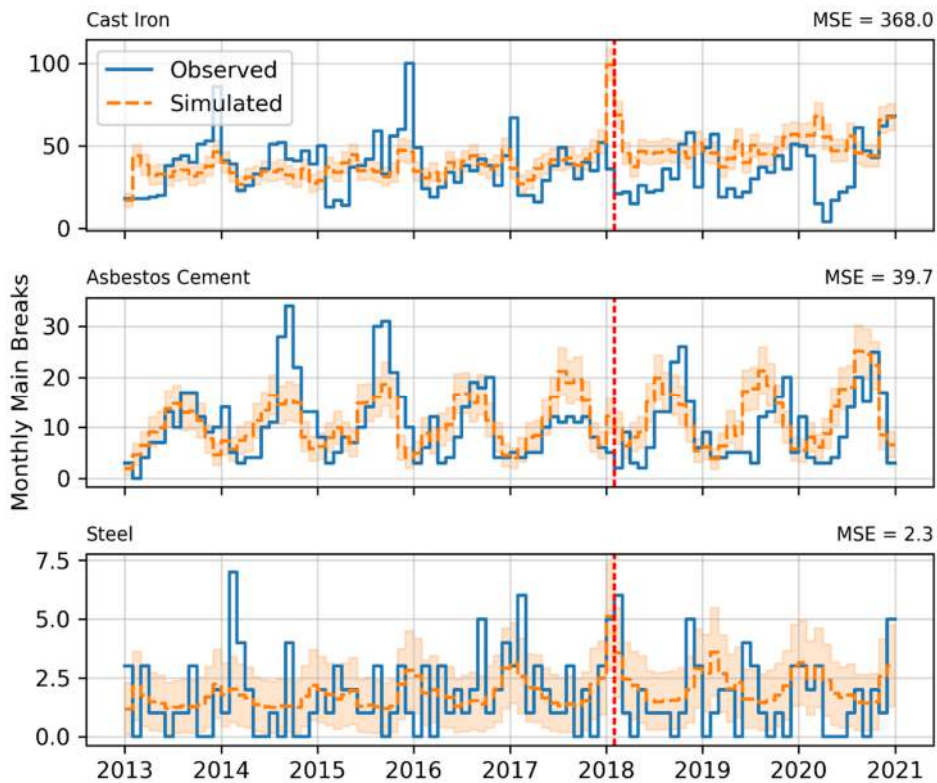 Cast Iron MSE = 368.0
Observed
Simulated
100
50
0
Asbestos Cement MSE = 39.7
30
20
10
0
Monthly Main Breaks
Steel MSE = 2.3
7.5
5.0
2.5
0.0
2013 2014 2015 2016 2017 2018 2019 2020 2021